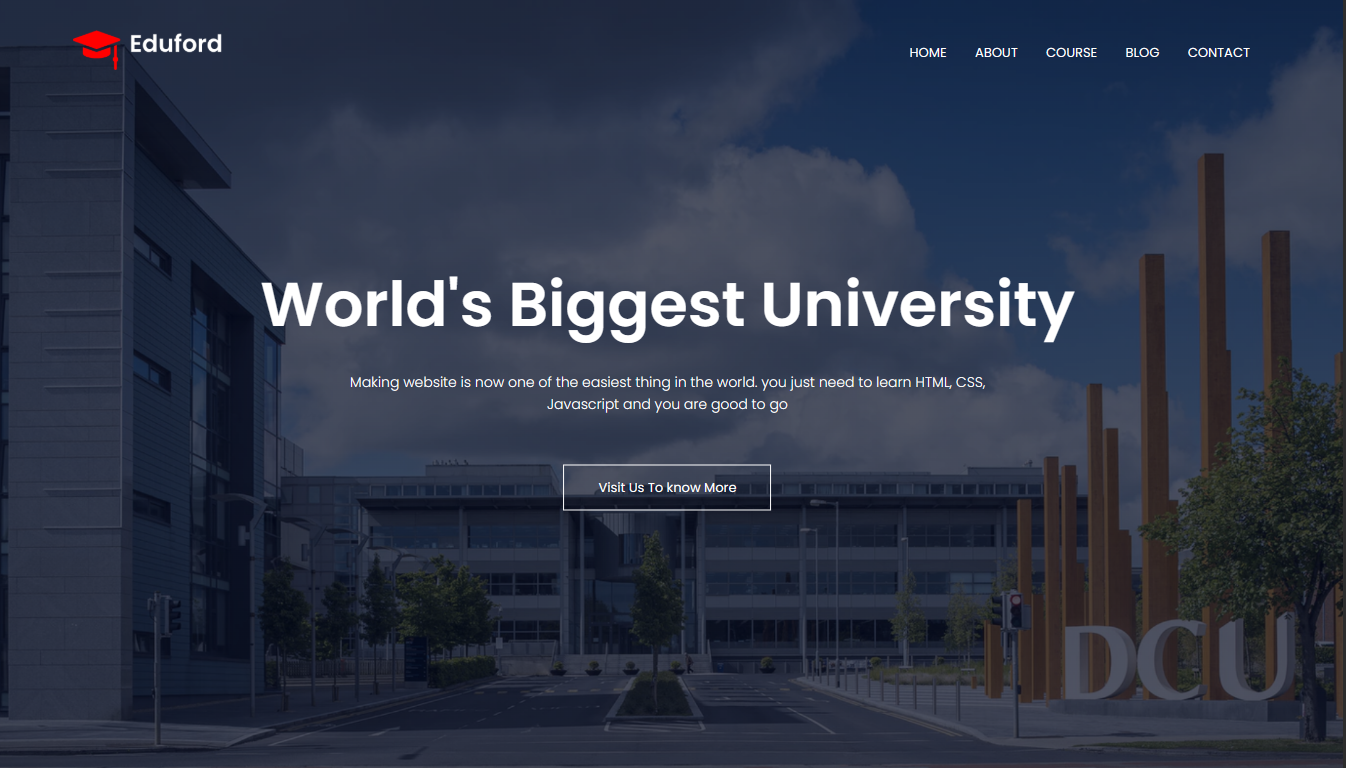 Eduford
HOME ABOUT COURSE BLOG CONTACT
World's Biggest University
Making website is now one of the easiest thing in the world. you just need to learn HTML, CSS,
Javascript and you are good to go
Visit Us To know More
DCU